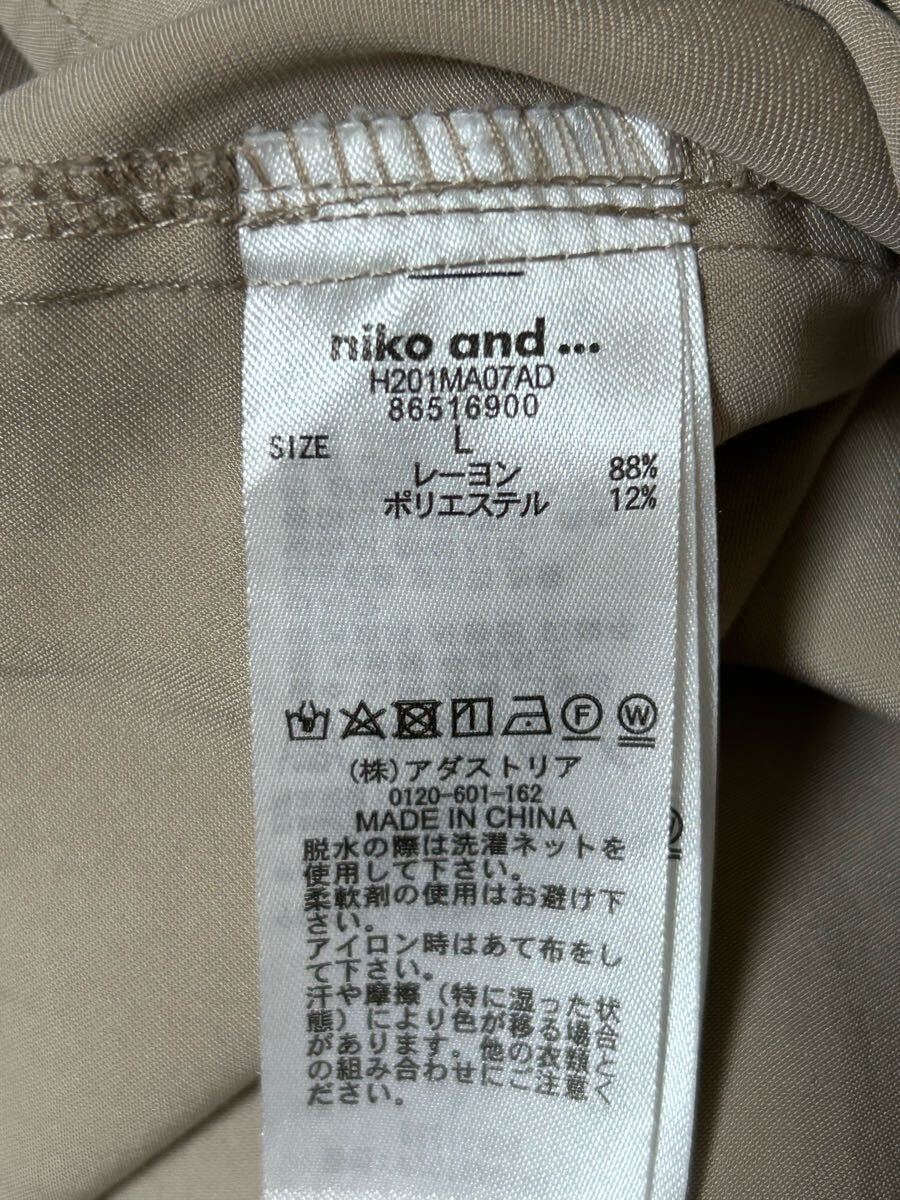 niko and ...
H201MA07AD
86516900
SIZE L
レーヨン 88%
ポリエステル 12%
F W
(株)アダストリア
0120-601-162
MADE IN CHINA
脱水の際は洗濯ネットを
使用して下さい。
柔軟剤の使用はお避け下
さい。
アイロン時はあて布をし
て下さい。
汗や摩擦(特に湿った状
態)により色が移る場合
があります。他の衣類と
の組み合わせにご注意く
ださい。